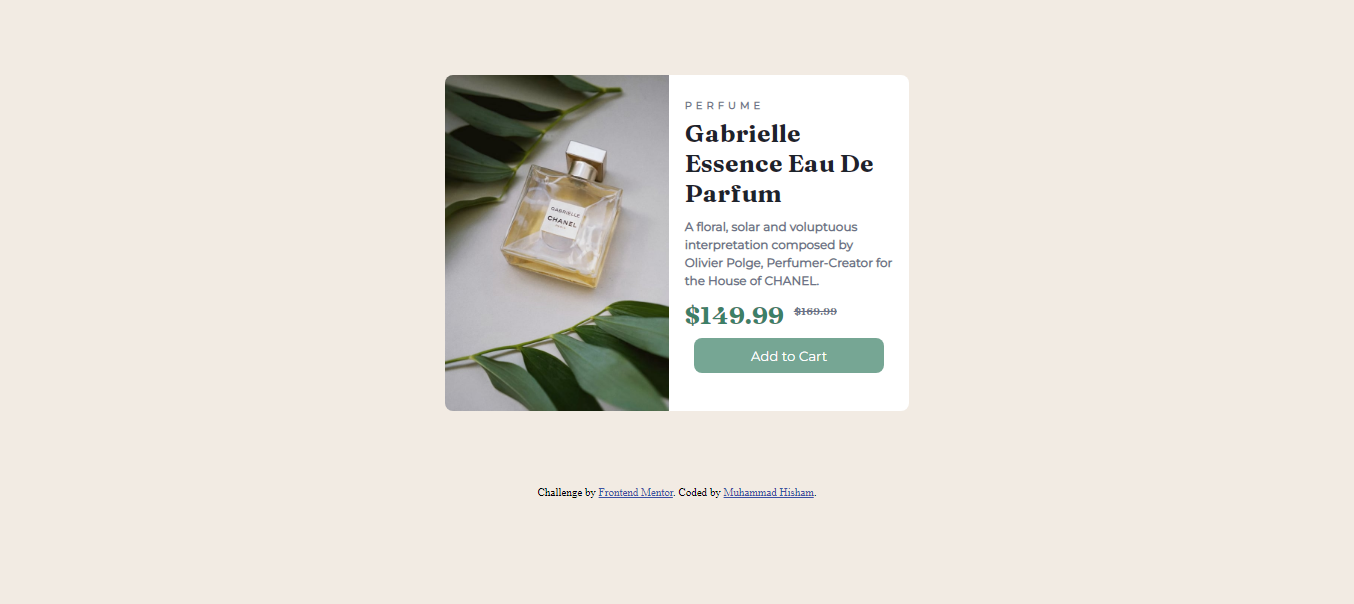 GABRIELLE
CHANEL
PERFUME
Gabrielle
Essence Eau De
Parfum
A floral, solar and voluptuous
interpretation composed by
Olivier Polge, Perfumer-Creator for
the House of CHANEL.
$149.99 $169.99
Add to Cart
Challenge by Frontend Mentor. Coded by Muhammad Hisham.